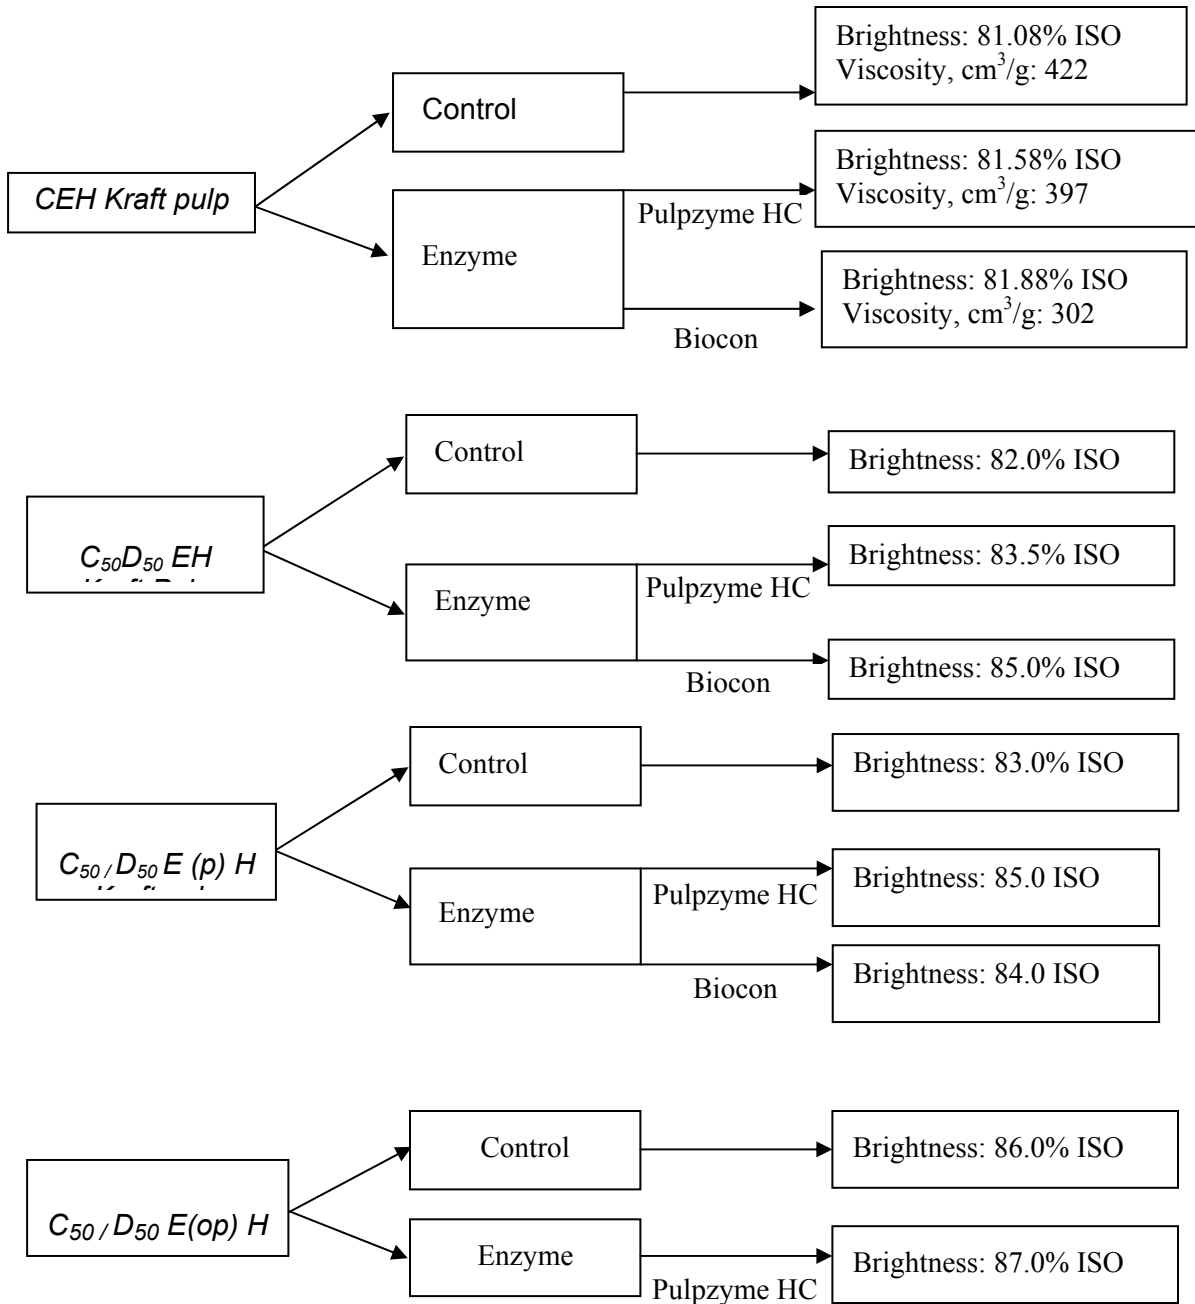 Brightness: 81.08% ISO
Viscosity, cm³/g: 422
Control
CEH Kraft pulp
Brightness: 81.58% ISO
Viscosity, cm³/g: 397
Pulpzyme HC
Enzyme
Brightness: 81.88% ISO
Viscosity, cm³/g: 302
Biocon
Control
Brightness: 82.0% ISO
C₅₀D₅₀ EH
Brightness: 83.5% ISO
Pulpzyme HC
Enzyme
Brightness: 85.0% ISO
Biocon
Control
Brightness: 83.0% ISO
C₅₀ / D₅₀ E (p) H
Brightness: 85.0 ISO
Pulpzyme HC
Enzyme
Brightness: 84.0 ISO
Biocon
Control
Brightness: 86.0% ISO
C₅₀ / D₅₀ E(op) H
Enzyme
Brightness: 87.0% ISO
Pulpzyme HC